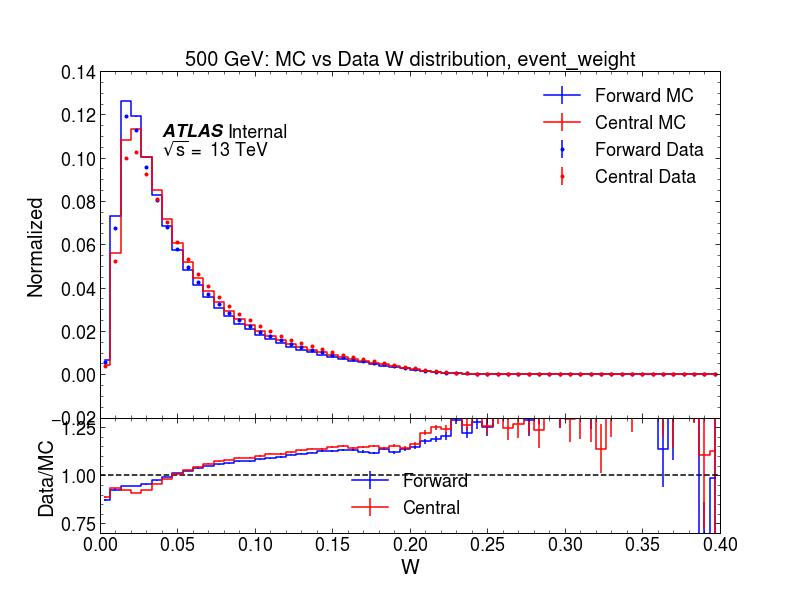 500 GeV: MC vs Data W distribution, event_weight
0.14
0.12
0.10
0.08
0.06
0.04
0.02
0.00
−0.02
Normalized
ATLAS Internal
√s = 13 TeV
Forward MC
Central MC
Forward Data
Central Data
1.25
1.00
0.75
Data/MC
Forward
Central
0.00 0.05 0.10 0.15 0.20 0.25 0.30 0.35 0.40
W